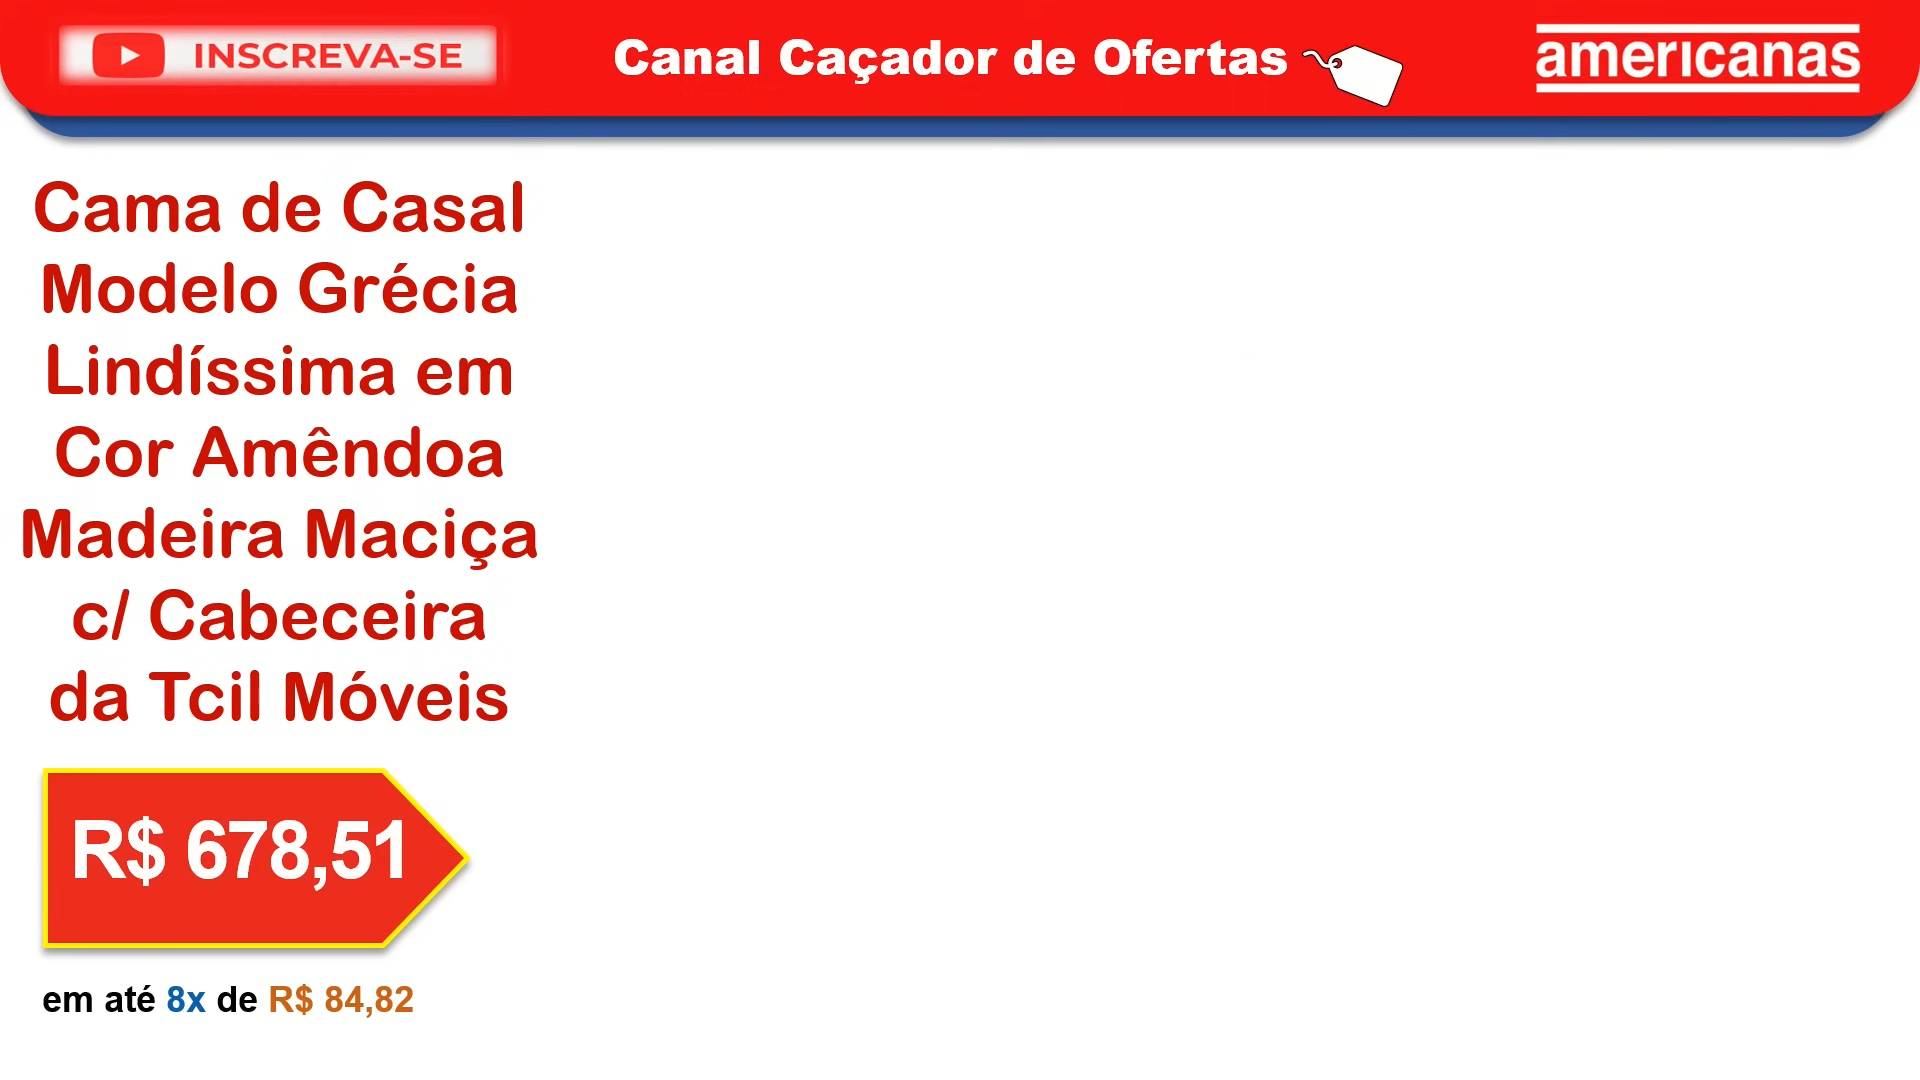 INSCREVA-SE
Canal Caçador de Ofertas
americanas
Cama de Casal
Modelo Grécia
Lindíssima em
Cor Amêndoa
Madeira Maciça
c/ Cabeceira
da Tcil Móveis
R$ 678,51
em até 8x de R$ 84,82